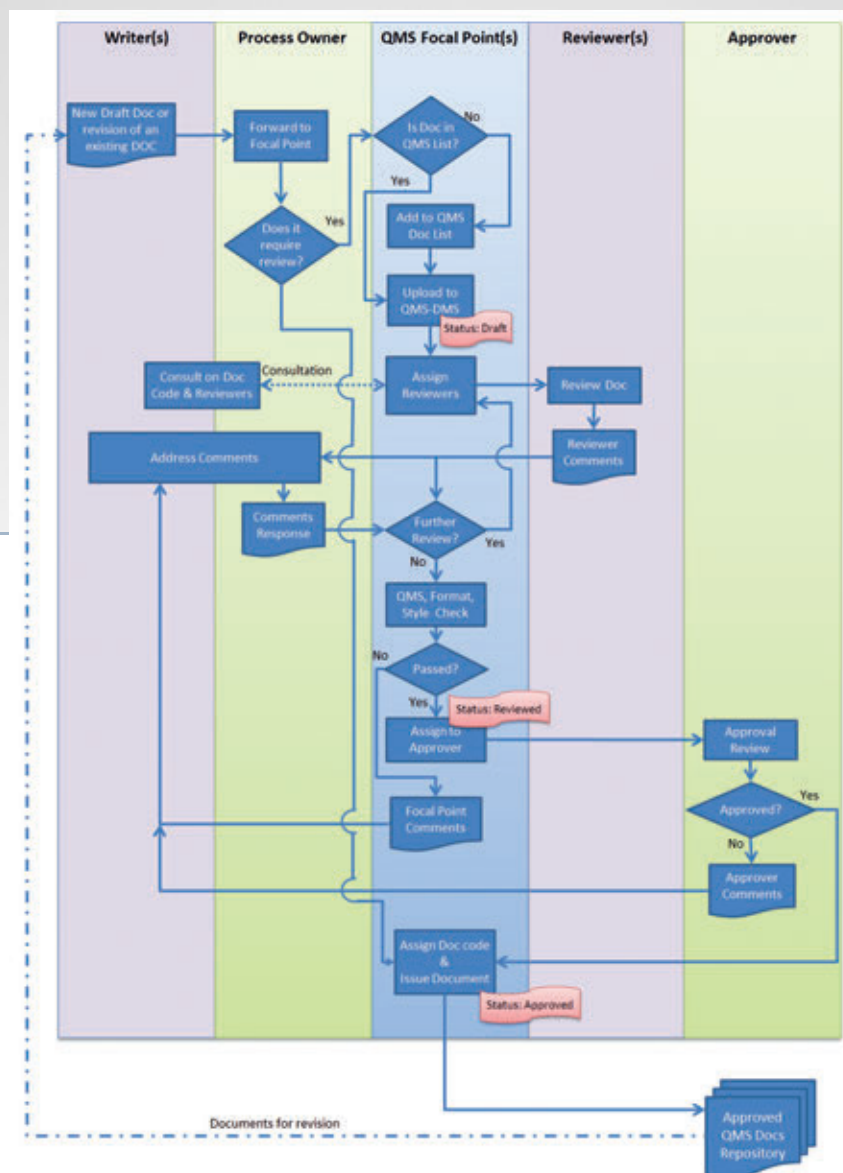 Writer(s)
Process Owner
QMS Focal Point(s)
Reviewer(s)
Approver
New Draft Doc or
revision of an
existing DOC
Forward to
Focal Point
Is Doc in
QMS List?
No
Yes
Does it
require
review?
Yes
Add to QMS
Doc List
Upload to
QMS-DMS
Status: Draft
Consult on Doc
Code & Reviewers
Consultation
Assign
Reviewers
Review Doc
Reviewer
Comments
Address Comments
Comments
Response
Further
Review?
Yes
No
QMS, Format,
Style Check
No
Passed?
Yes
Status: Reviewed
Assign to
Approver
Approval
Review
Focal Point
Comments
Approved?
Yes
No
Approver
Comments
Assign Doc code
&
Issue Document
Status: Approved
Documents for revision
Approved
QMS Docs
Repository